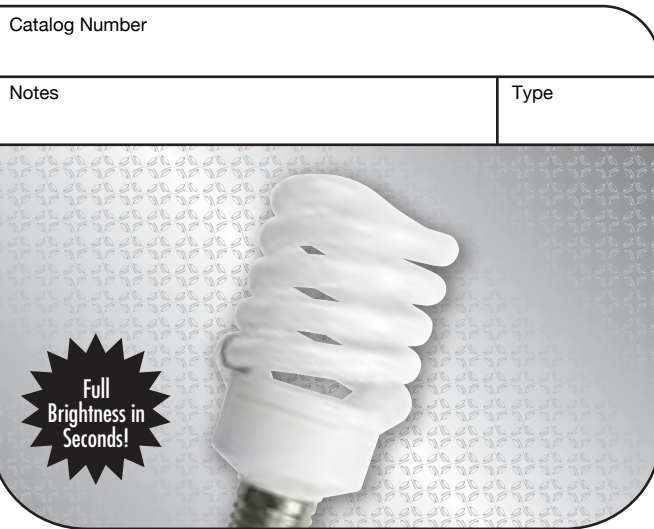 Catalog Number
Notes
Type
Full
Brightness in
Seconds!